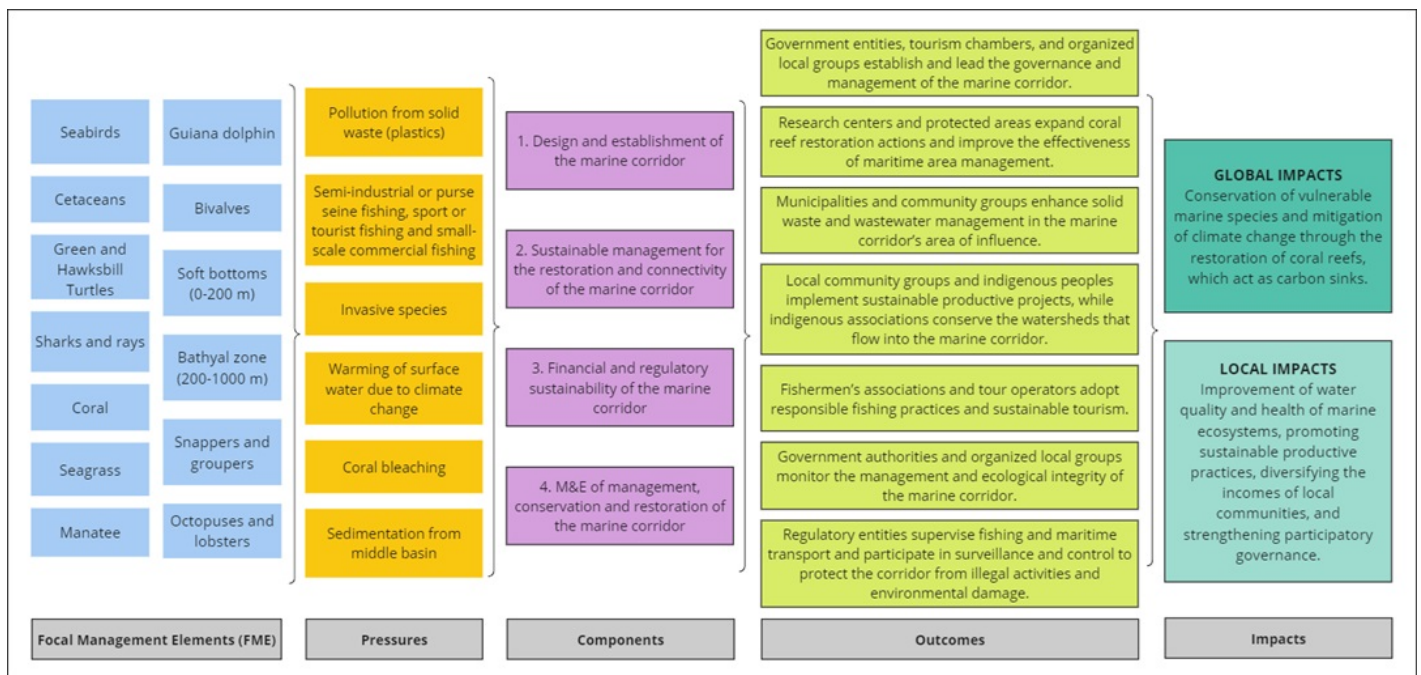 Seabirds
Cetaceans
Green and
Hawksbill
Turtles
Sharks and rays
Coral
Seagrass
Manatee
Guiana dolphin
Bivalves
Soft bottoms
(0-200 m)
Bathyal zone
(200-1000 m)
Snappers and
groupers
Octopuses and
lobsters
Focal Management Elements (FME)
Pollution from solid
waste (plastics)
Semi-industrial or purse
seine fishing, sport or
tourist fishing and small-
scale commercial fishing
Invasive species
Warming of surface
water due to climate
change
Coral bleaching
Sedimentation from
middle basin
Pressures
1. Design and establishment of
the marine corridor
2. Sustainable management for
the restoration and connectivity
of the marine corridor
3. Financial and regulatory
sustainability of the marine
corridor
4. M&E of management,
conservation and restoration of
the marine corridor
Components
Government entities, tourism chambers, and organized
local groups establish and lead the governance and
management of the marine corridor.
Research centers and protected areas expand coral
reef restoration actions and improve the effectiveness
of maritime area management.
Municipalities and community groups enhance solid
waste and wastewater management in the marine
corridor's area of influence.
Local community groups and indigenous peoples
implement sustainable productive projects, while
indigenous associations conserve the watersheds that
flow into the marine corridor.
Fishermen's associations and tour operators adopt
responsible fishing practices and sustainable tourism.
Government authorities and organized local groups
monitor the management and ecological integrity of
the marine corridor.
Regulatory entities supervise fishing and maritime
transport and participate in surveillance and control to
protect the corridor from illegal activities and
environmental damage.
Outcomes
GLOBAL IMPACTS
Conservation of vulnerable
marine species and mitigation
of climate change through the
restoration of coral reefs,
which act as carbon sinks.
LOCAL IMPACTS
Improvement of water
quality and health of marine
ecosystems, promoting
sustainable productive
practices, diversifying the
incomes of local
communities, and
strengthening participatory
governance.
Impacts